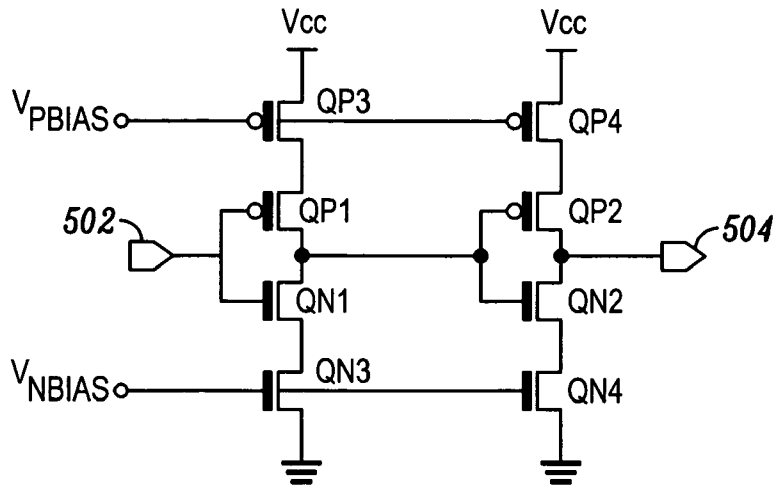 Vcc
Vcc
VPBIAS
QP3
QP4
502
QP1
QP2
504
QN1
QN2
VNBIAS
QN3
QN4